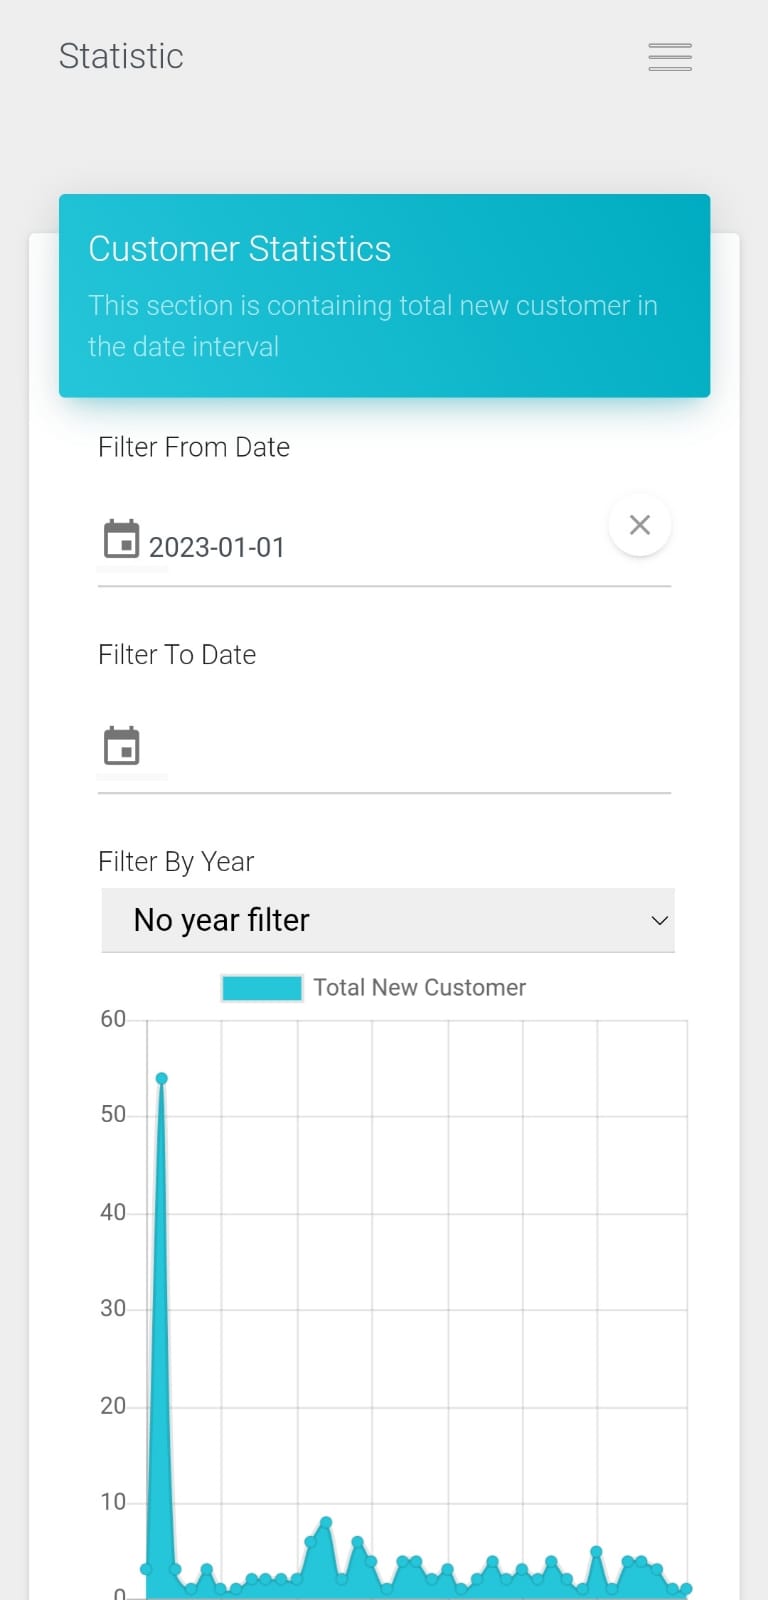 Statistic
Customer Statistics
This section is containing total new customer in
the date interval
Filter From Date
2023-01-01
Filter To Date
Filter By Year
No year filter
Total New Customer
60
50
40
30
20
10
0